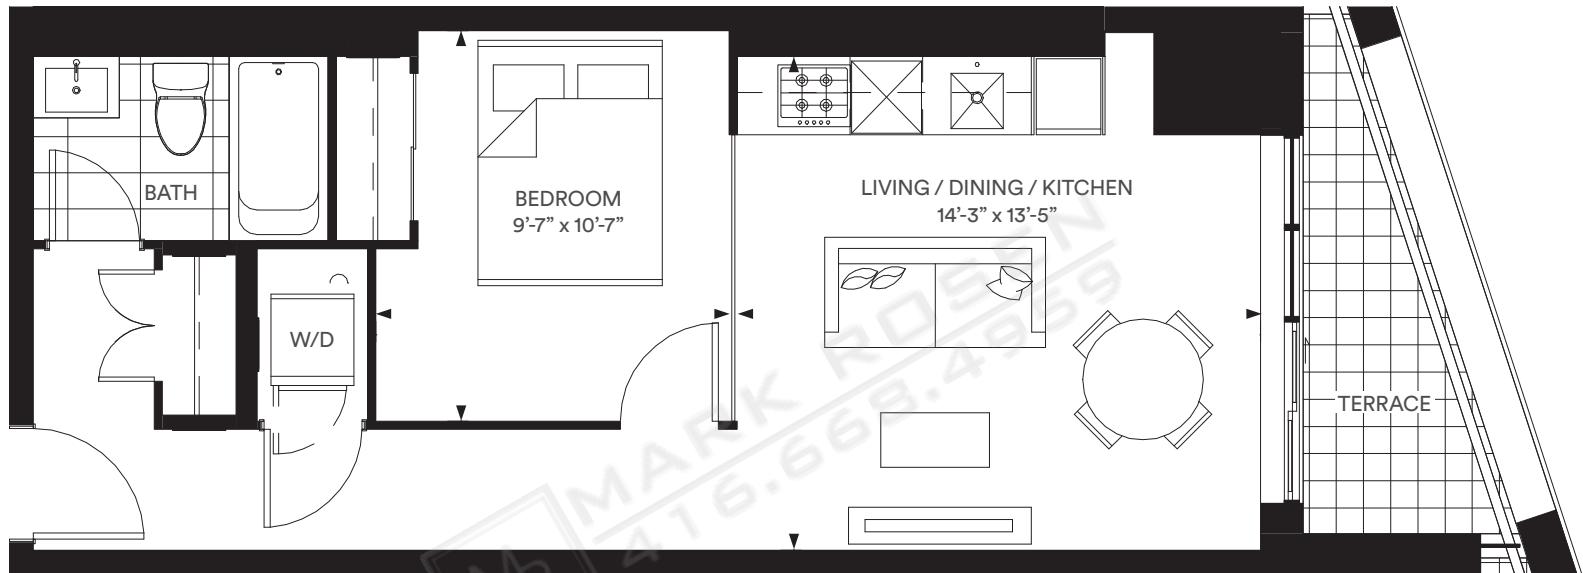 BATH
BEDROOM
9'-7” x 10'-7”
LIVING / DINING / KITCHEN
14'-3” x 13'-5”
W/D
TERRACE
MARK ROSEN
416.668.4959